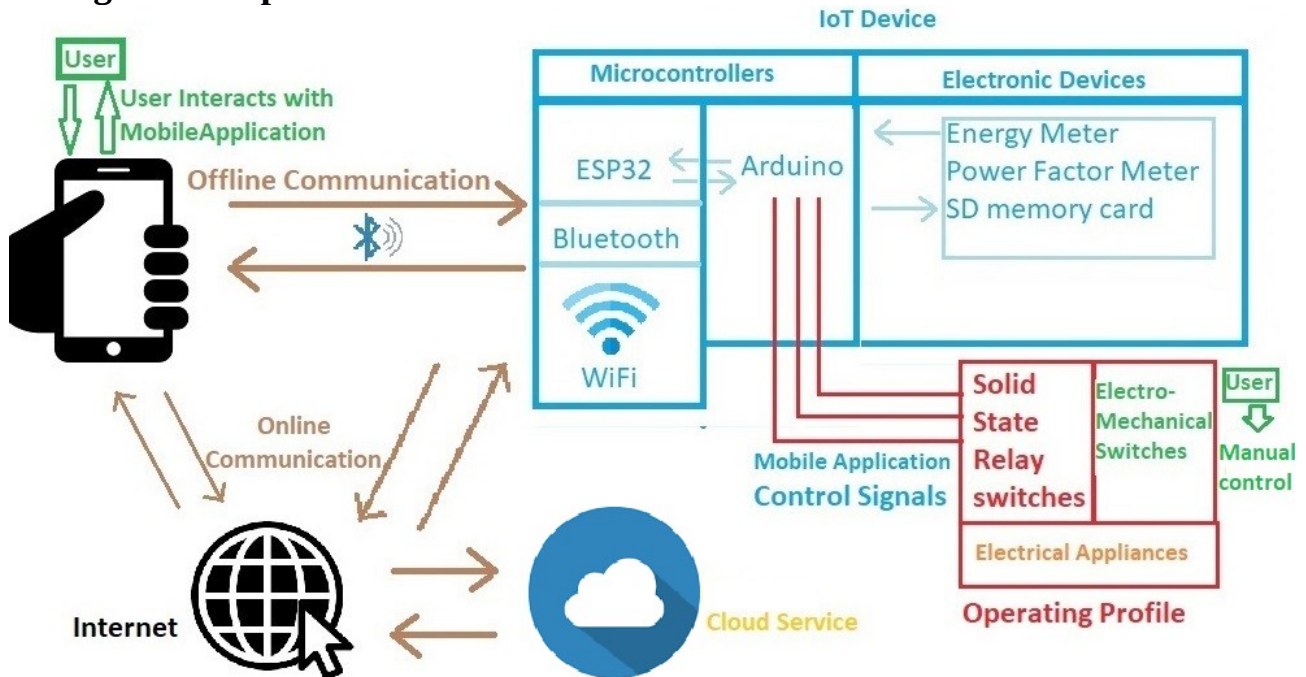 IoT Device
User
User Interacts with
MobileApplication
Offline Communication
Microcontrollers
Electronic Devices
ESP32
Arduino
Bluetooth
WiFi
Energy Meter
Power Factor Meter
SD memory card
Online
Communication
Mobile Application
Control Signals
Solid
State
Relay
switches
Electro-
Mechanical
Switches
User
Manual
control
Electrical Appliances
Operating Profile
Internet
Cloud Service